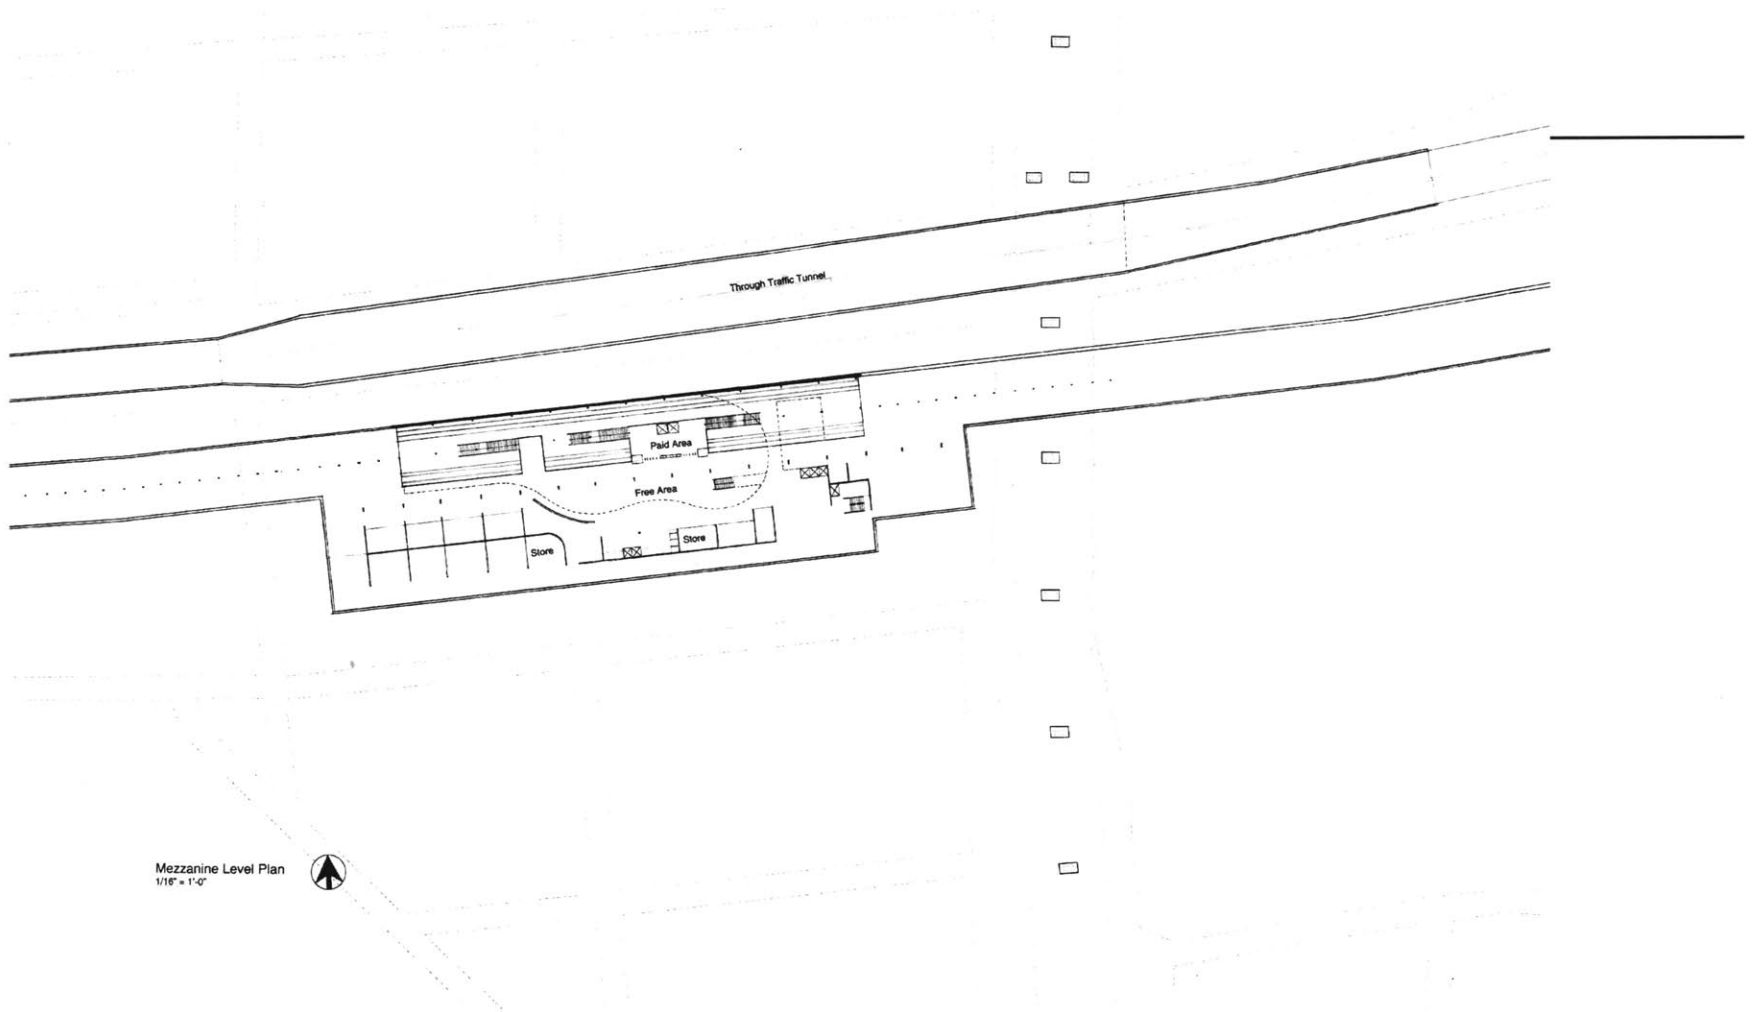 Through Traffic Tunnel
Paid Area
Free Area
Store
Store
Mezzanine Level Plan
1/16" = 1'-0"